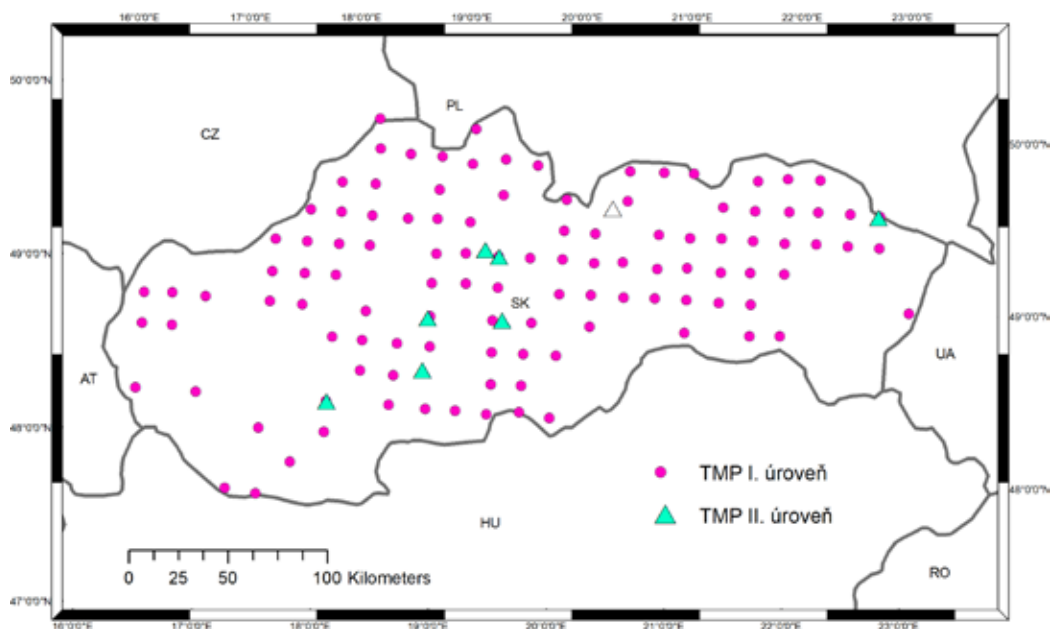 16°0'0"E 17°0'0"E 18°0'0"E 19°0'0"E 20°0'0"E 21°0'0"E 22°0'0"E 23°0'0"E
50°0'0"N
PL
CZ
50°0'0"N
49°0'0"N
SK
49°0'0"N
UA
AT
48°0'0"N
TMP I. úroveň
48°0'0"N
TMP II. úroveň
HU
0 25 50 100 Kilometers
RO
47°0'0"N
16°0'0"E 17°0'0"E 18°0'0"E 19°0'0"E 20°0'0"E 21°0'0"E 22°0'0"E 23°0'0"E